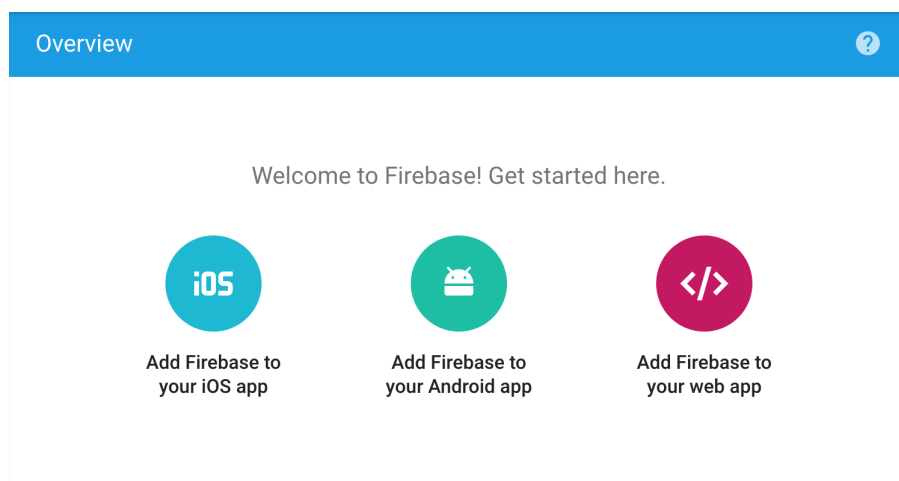 Overview
?
Welcome to Firebase! Get started here.
iOS
</>
Add Firebase to
your iOS app
Add Firebase to
your Android app
Add Firebase to
your web app